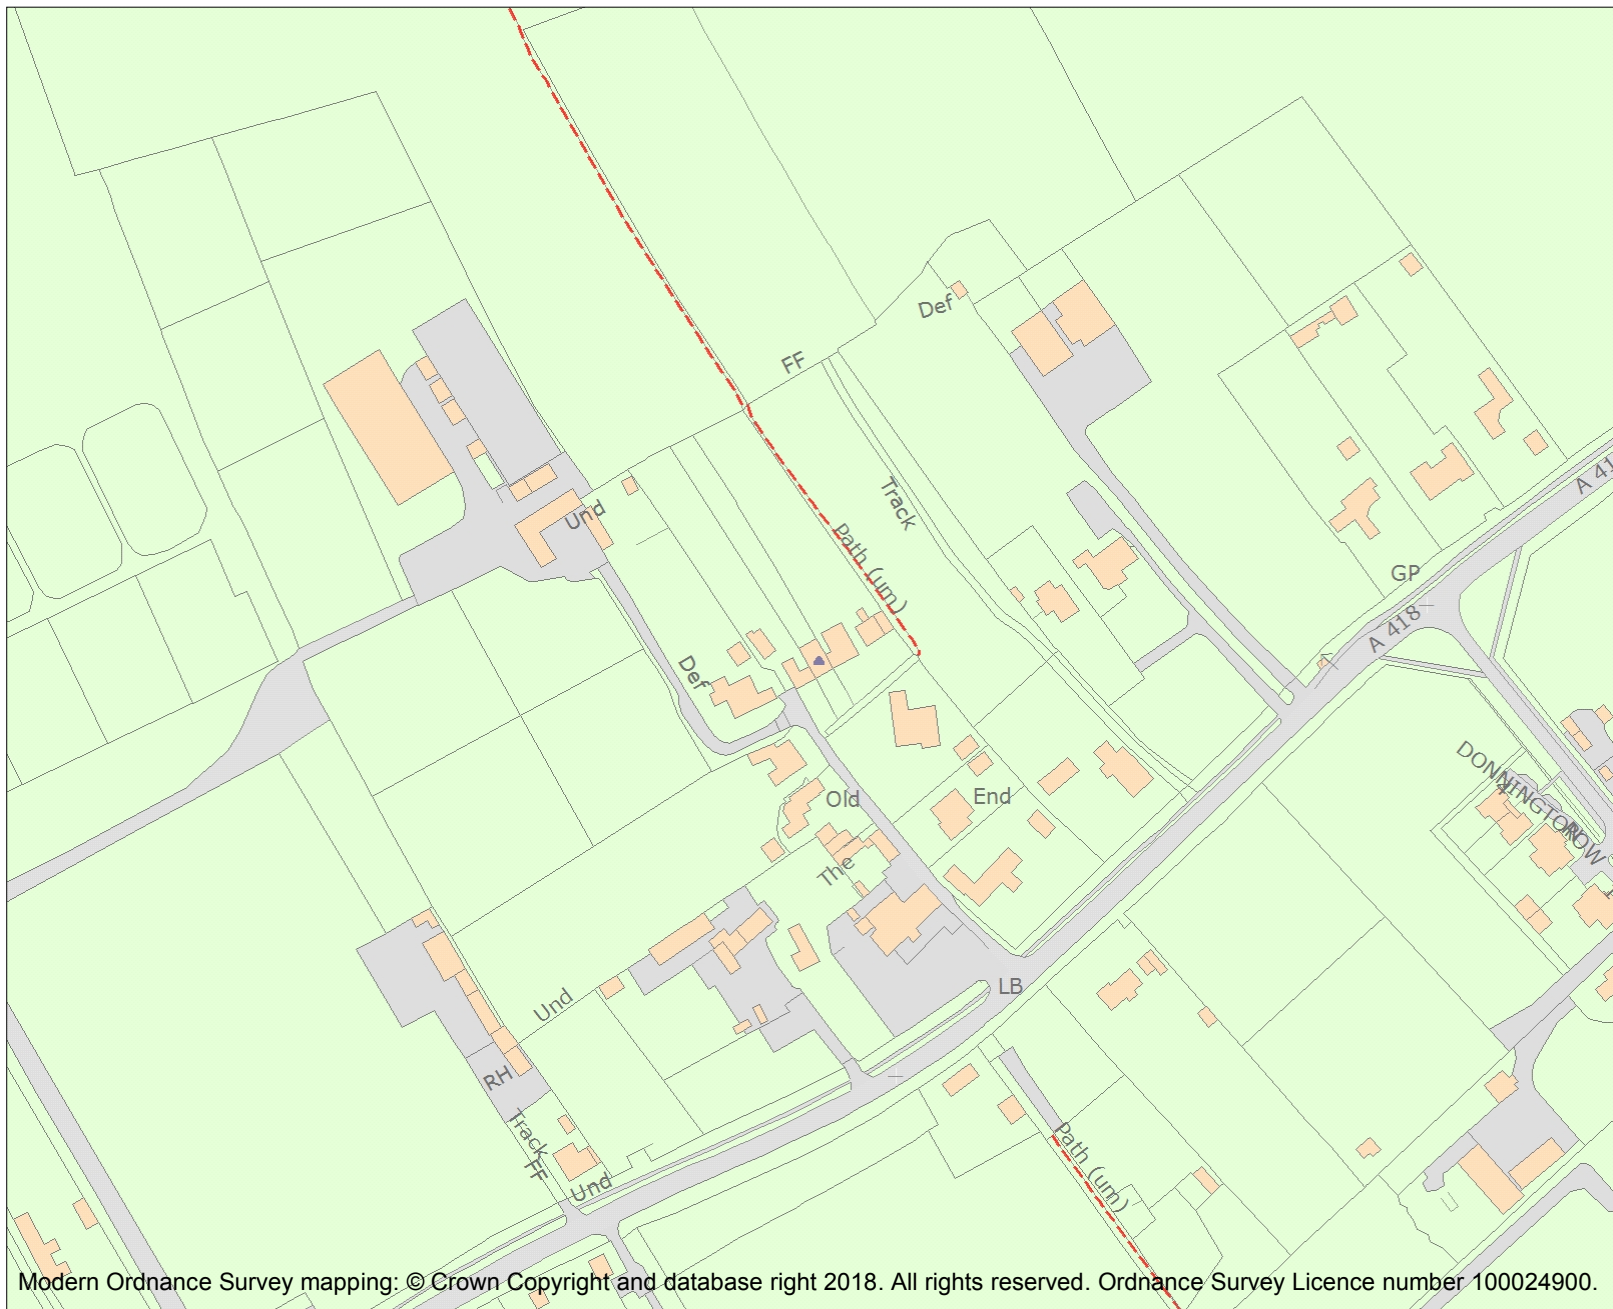 Def
FF
Track
A 41
Und
Path (um)
GP
A 418
Def
DONNINGTON
ROW
Old
End
The
LB
Und
RH
Track
FF
Und
Path (um)
Modern Ordnance Survey mapping: © Crown Copyright and database right 2018. All rights reserved. Ordnance Survey Licence number 100024900.